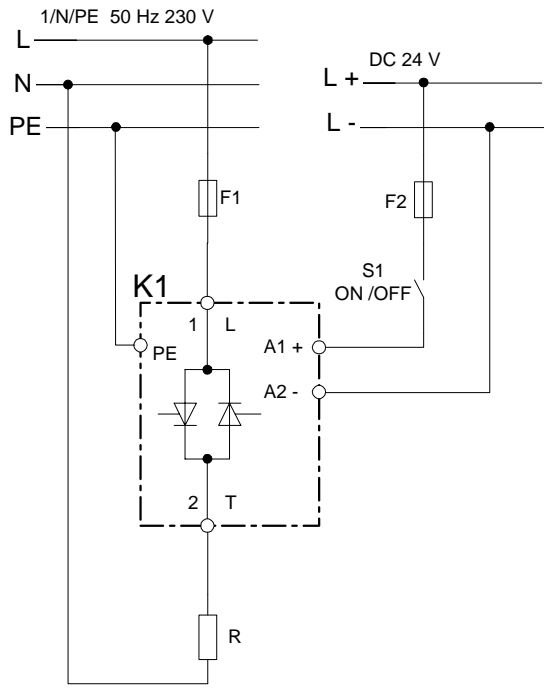 1/N/PE 50 Hz 230 V
L
N
PE
DC 24 V
L +
L -
F1
F2
S1
ON /OFF
K1
1 L
PE
A1 +
A2 -
2 T
R